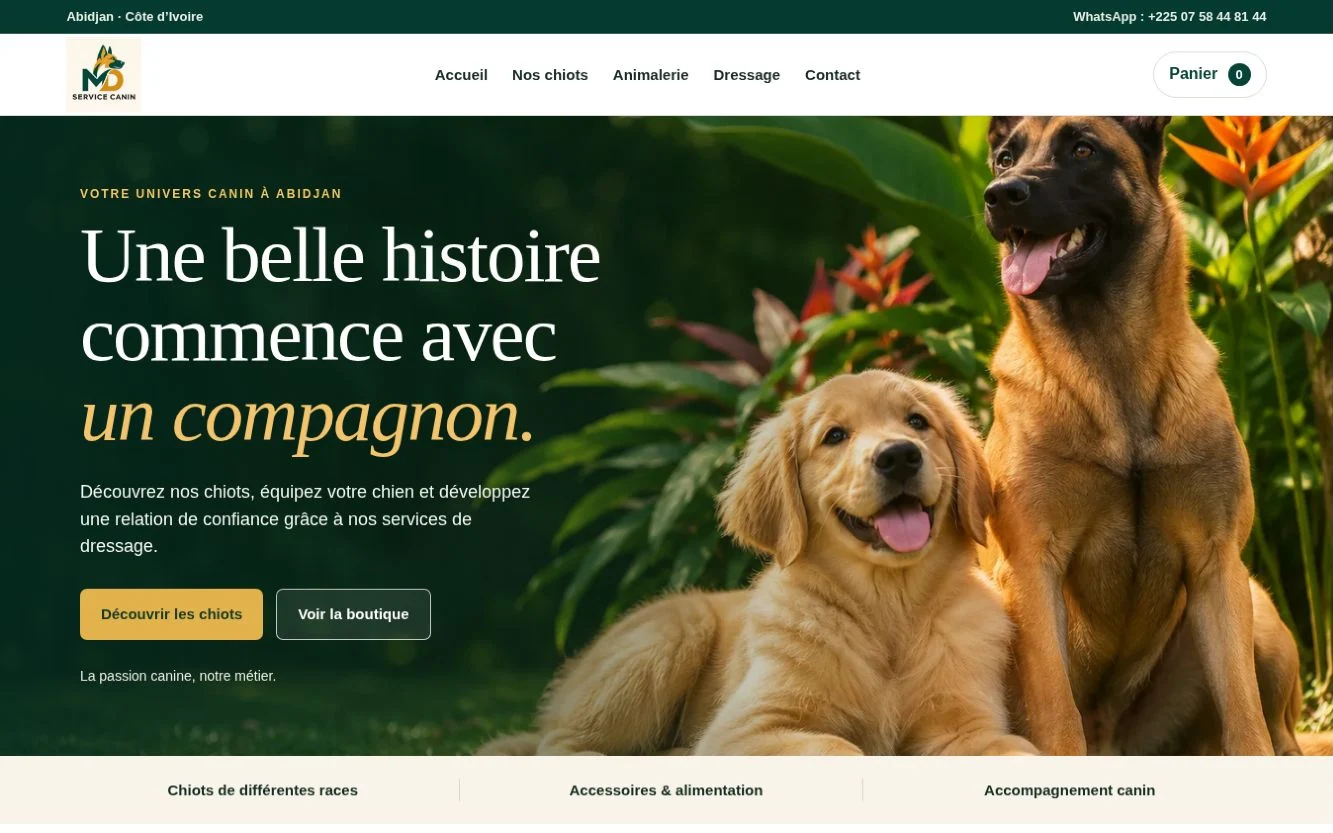 Abidjan · Côte d'Ivoire
WhatsApp : +225 07 58 44 81 44
MD
SERVICE CANIN
Accueil
Nos chiots
Animalerie
Dressage
Contact
Panier 0
VOTRE UNIVERS CANIN À ABIDJAN
Une belle histoire
commence avec
un compagnon.
Découvrez nos chiots, équipez votre chien et développez
une relation de confiance grâce à nos services de
dressage.
Découvrir les chiots
Voir la boutique
La passion canine, notre métier.
Chiots de différentes races
Accessoires & alimentation
Accompagnement canin